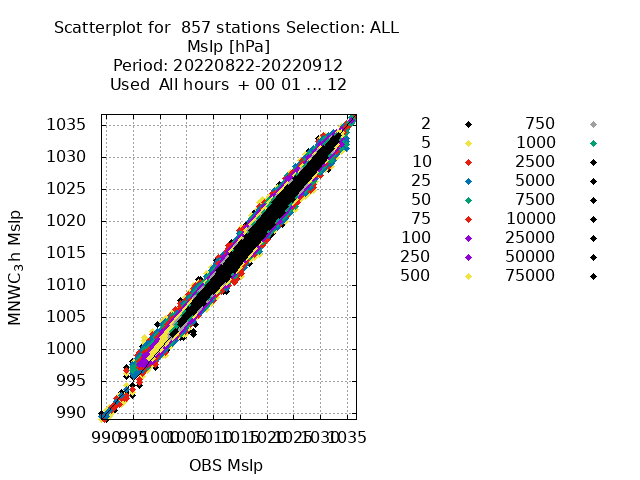 Scatterplot for  857 stations Selection: ALL
Mslp [hPa]
Period: 20220822-20220912
Used  All hours  + 00 01 ... 12
1035
1030
1025
1020
1015
1010
1005
1000
995
990
MNWC_3h Mslp
990 995 1000 1005 1010 1015 1020 1025 1030 1035
OBS Mslp
2 750
5 1000
10 2500
25 5000
50 7500
75 10000
100 25000
250 50000
500 75000